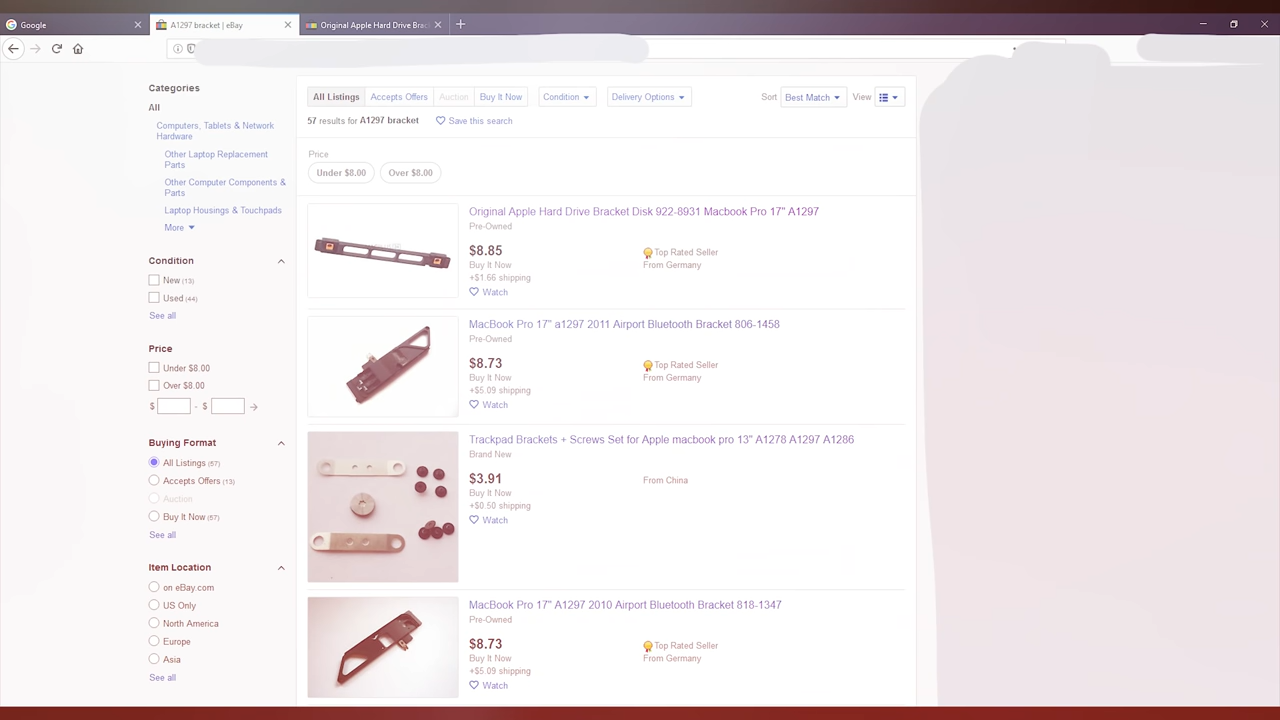 Google
A1297 bracket | eBay
Original Apple Hard Drive Brac
Categories
All
Computers, Tablets & Network
Hardware
Other Laptop Replacement
Parts
Other Computer Components &
Parts
Laptop Housings & Touchpads
More
Condition
New (13)
Used (44)
See all
Price
Under $8.00
Over $8.00
$ - $
Buying Format
All Listings (57)
Accepts Offers (13)
Auction
Buy It Now (57)
See all
Item Location
on eBay.com
US Only
North America
Europe
Asia
See all
All Listings Accepts Offers Auction Buy It Now Condition Delivery Options Sort Best Match View
57 results for A1297 bracket Save this search
Price
Under $8.00 Over $8.00
Original Apple Hard Drive Bracket Disk 922-8931 Macbook Pro 17" A1297
Pre-Owned
$8.85 Top Rated Seller
Buy It Now From Germany
+$1.66 shipping
Watch
MacBook Pro 17" a1297 2011 Airport Bluetooth Bracket 806-1458
Pre-Owned
$8.73 Top Rated Seller
Buy It Now From Germany
+$5.09 shipping
Watch
Trackpad Brackets + Screws Set for Apple macbook pro 13" A1278 A1297 A1286
Brand New
$3.91 From China
Buy It Now
+$0.50 shipping
Watch
MacBook Pro 17" A1297 2010 Airport Bluetooth Bracket 818-1347
Pre-Owned
$8.73 Top Rated Seller
Buy It Now From Germany
+$5.09 shipping
Watch